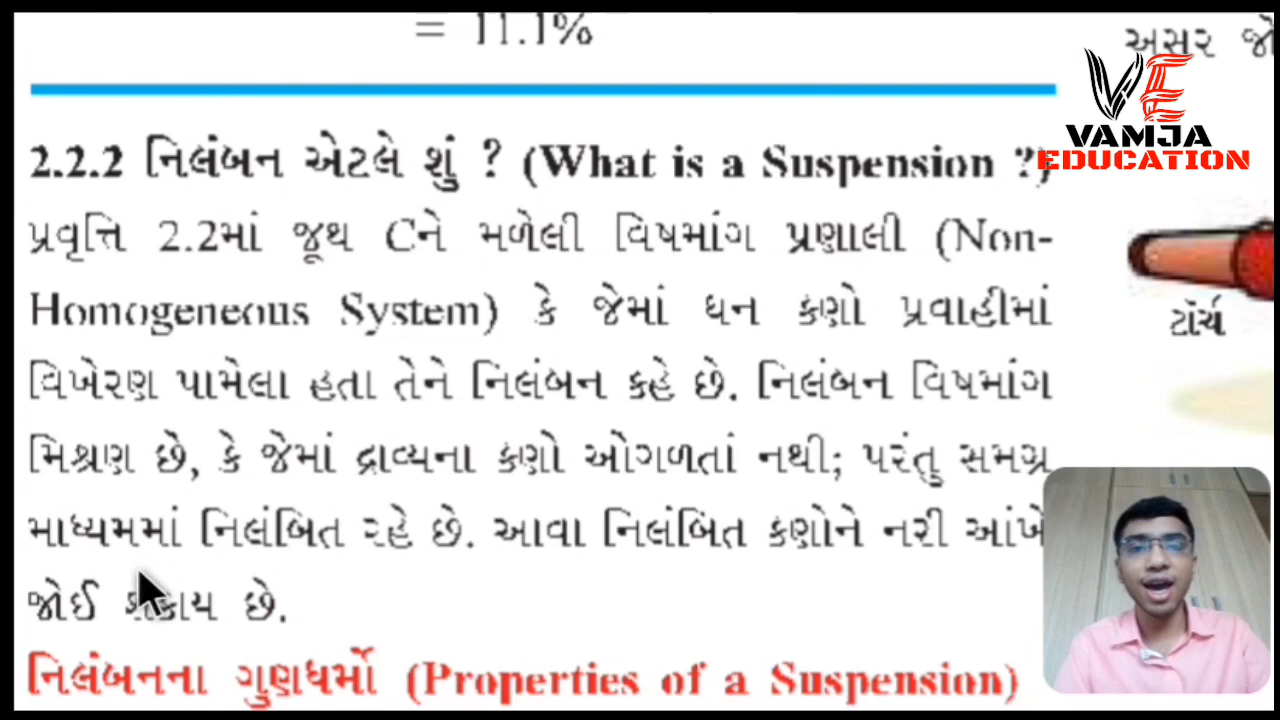 = 11.1%
અસર જો
VE
VAMJA
EDUCATION
2.2.2 નિલંબન એટલે શું ? (What is a Suspension ?)
પ્રવૃત્તિ 2.2માં જૂથ Cને મળેલી વિષમાંગ પ્રણાલી (Non-
Homogeneous System) કે જેમાં ઘન કણો પ્રવાહીમાં
વિખેરણ પામેલા હતા તેને નિલંબન કહે છે. નિલંબન વિષમાંગ
મિશ્રણ છે, કે જેમાં દ્રાવ્યના કણો ઓગળતાં નથી; પરંતુ સમગ્ર
માધ્યમમાં નિલંબિત રહે છે. આવા નિલંબિત કણોને નરી આંખે
જોઈ શકાય છે.
નિલંબનના ગુણધર્મો (Properties of a Suspension)
ટૉર્ચ